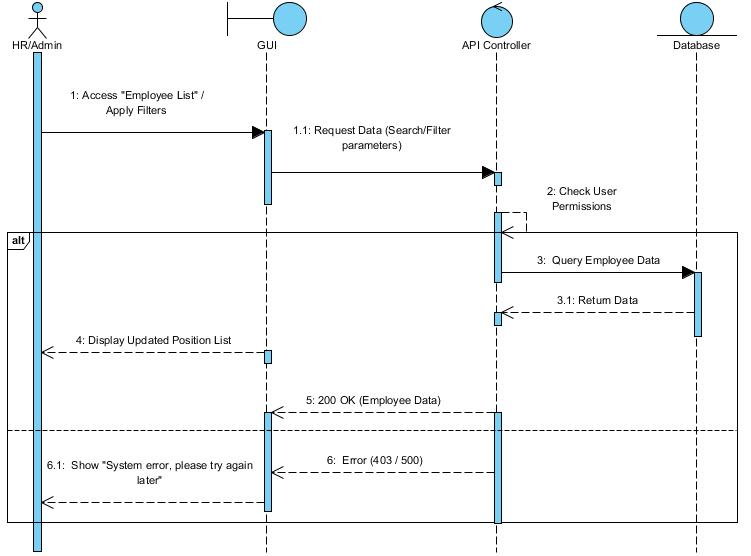 HR/Admin
GUI
API Controller
Database
1: Access "Employee List" /
Apply Filters
1.1: Request Data (Search/Filter
parameters)
2: Check User
Permissions
alt
3:  Query Employee Data
3.1: Return Data
4: Display Updated Position List
5: 200 OK (Employee Data)
6:  Error (403 / 500)
6.1:  Show "System error, please try again
later"